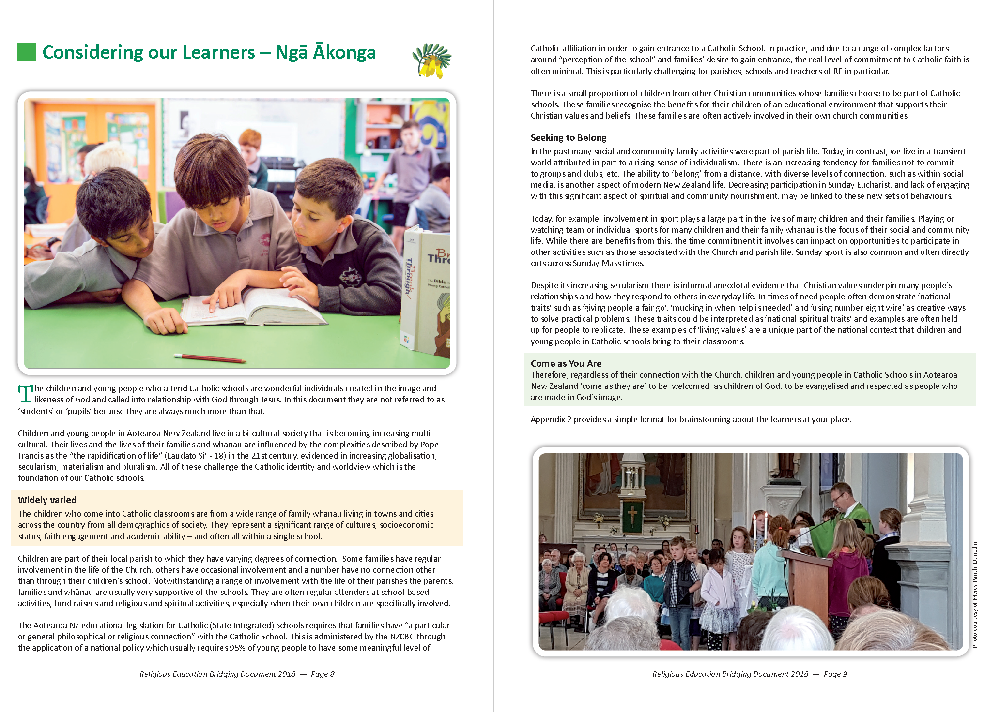 Considering our Learners – Ngā Ākonga
Br
Thr
Break
Through
The Bible
Young Catho
The children and young people who attend Catholic schools are wonderful individuals created in the image and
likeness of God and called into relationship with God through Jesus. In this document they are not referred to as
‘students’ or ‘pupils’ because they are always much more than that.
Children and young people in Aotearoa New Zealand live in a bi-cultural society that is becoming increasing multi-
cultural. Their lives and the lives of their families and whānau are influenced by the complexities described by Pope
Francis as the “the rapidification of life” (Laudato Si’ - 18) in the 21st century, evidenced in increasing globalisation,
secularism, materialism and pluralism. All of these challenge the Catholic identity and worldview which is the
foundation of our Catholic schools.
Widely varied
The children who come into Catholic classrooms are from a wide range of family whānau living in towns and cities
across the country from all demographics of society. They represent a significant range of cultures, socioeconomic
status, faith engagement and academic ability – and often all within a single school.
Children are part of their local parish to which they have varying degrees of connection. Some families have regular
involvement in the life of the Church, others have occasional involvement and a number have no connection other
than through their children’s school. Notwithstanding a range of involvement with the life of their parishes the parents,
families and whānau are usually very supportive of the schools. They are often regular attenders at school-based
activities, fund raisers and religious and spiritual activities, especially when their own children are specifically involved.
The Aotearoa NZ educational legislation for Catholic (State Integrated) Schools requires that families have “a particular
or general philosophical or religious connection” with the Catholic School. This is administered by the NZCBC through
the application of a national policy which usually requires 95% of young people to have some meaningful level of
Religious Education Bridging Document 2018 — Page 8
Catholic affiliation in order to gain entrance to a Catholic School. In practice, and due to a range of complex factors
around “perception of the school” and families’ desire to gain entrance, the real level of commitment to Catholic faith is
often minimal. This is particularly challenging for parishes, schools and teachers of RE in particular.
There is a small proportion of children from other Christian communities whose families choose to be part of Catholic
schools. These families recognise the benefits for their children of an educational environment that supports their
Christian values and beliefs. These families are often actively involved in their own church communities.
Seeking to Belong
In the past many social and community family activities were part of parish life. Today, in contrast, we live in a transient
world attributed in part to a rising sense of individualism. There is an increasing tendency for families not to commit
to groups and clubs, etc. The ability to ‘belong’ from a distance, with diverse levels of connection, such as within social
media, is another aspect of modern New Zealand life. Decreasing participation in Sunday Eucharist, and lack of engaging
with this significant aspect of spiritual and community nourishment, may be linked to these new sets of behaviours.
Today, for example, involvement in sport plays a large part in the lives of many children and their families. Playing or
watching team or individual sports for many children and their family whānau is the focus of their social and community
life. While there are benefits from this, the time commitment it involves can impact on opportunities to participate in
other activities such as those associated with the Church and parish life. Sunday sport is also common and often directly
cuts across Sunday Mass times.
Despite its increasing secularism there is informal anecdotal evidence that Christian values underpin many people’s
relationships and how they respond to others in everyday life. In times of need people often demonstrate ‘national
traits’ such as ‘giving people a fair go’, ‘mucking in when help is needed’ and ‘using number eight wire’ as creative ways
to solve practical problems. These traits could be interpreted as ‘national spiritual traits’ and examples are often held
up for people to replicate. These examples of ‘living values’ are a unique part of the national context that children and
young people in Catholic schools bring to their classrooms.
Come as You Are
Therefore, regardless of their connection with the Church, children and young people in Catholic Schools in Aotearoa
New Zealand ‘come as they are’ to be welcomed as children of God, to be evangelised and respected as people who
are made in God’s image.
Appendix 2 provides a simple format for brainstorming about the learners at your place.
Photo courtesy of Mercy Parish, Dunedin
Religious Education Bridging Document 2018 — Page 9